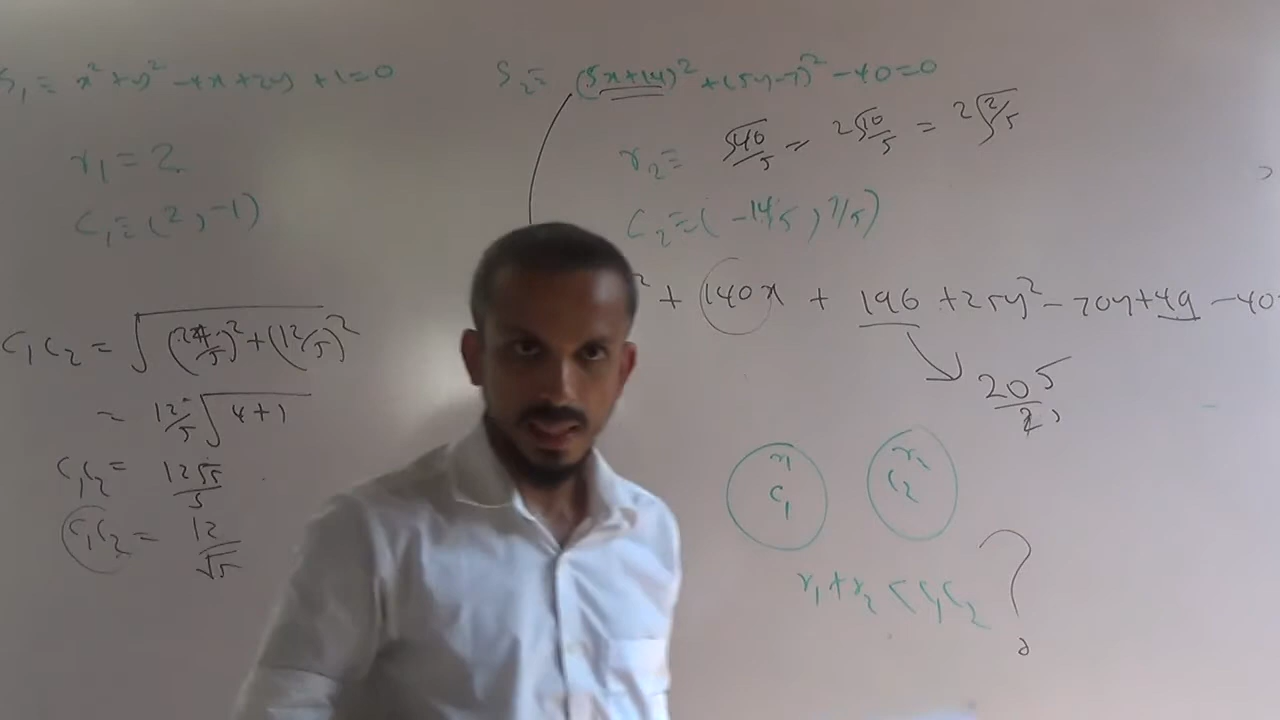 S₁ ≡ x² + y² - 4x + 2y + 1 = 0
r₁ = 2
C₁ ≡ (2, -1)
C₁C₂ = √((24/5)² + (12/5)²)
= 12/5 √(4+1)
C₁C₂ = 12√5/5
C₁C₂ = 12/√5
S₂ ≡ (5x+14)² + (5y-7)² - 40 = 0
r₂ = √40/5 = 2√10/5 = 2√(2/5)
C₂ ≡ (-14/5, 7/5)
² + 140x + 196 + 25y² - 70y + 49 - 40
205
r₁ r₂
C₁ C₂
r₁ + r₂ < C₁C₂ ?